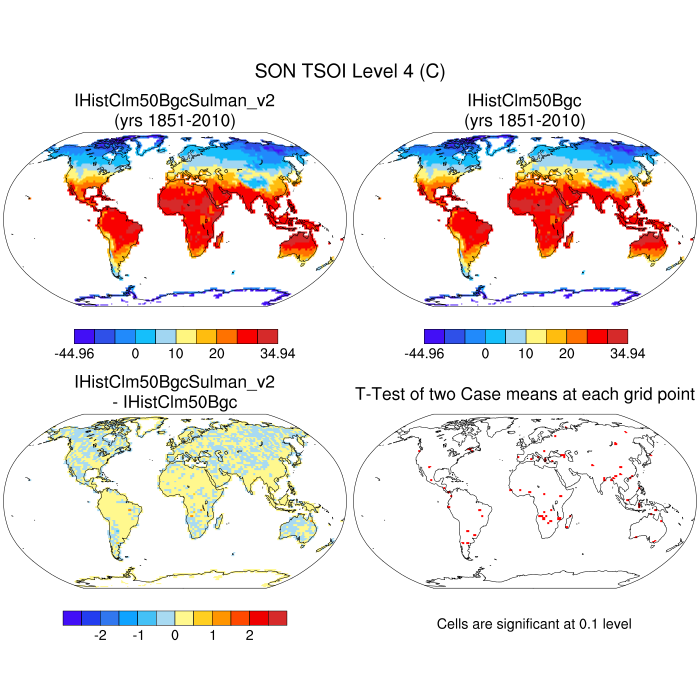 SON TSOI Level 4 (C)
IHistClm50BgcSulman_v2
(yrs 1851-2010)
IHistClm50Bgc
(yrs 1851-2010)
-44.96 0 10 20 34.94
-44.96 0 10 20 34.94
IHistClm50BgcSulman_v2
- IHistClm50Bgc
T-Test of two Case means at each grid point
-2 -1 0 1 2
Cells are significant at 0.1 level